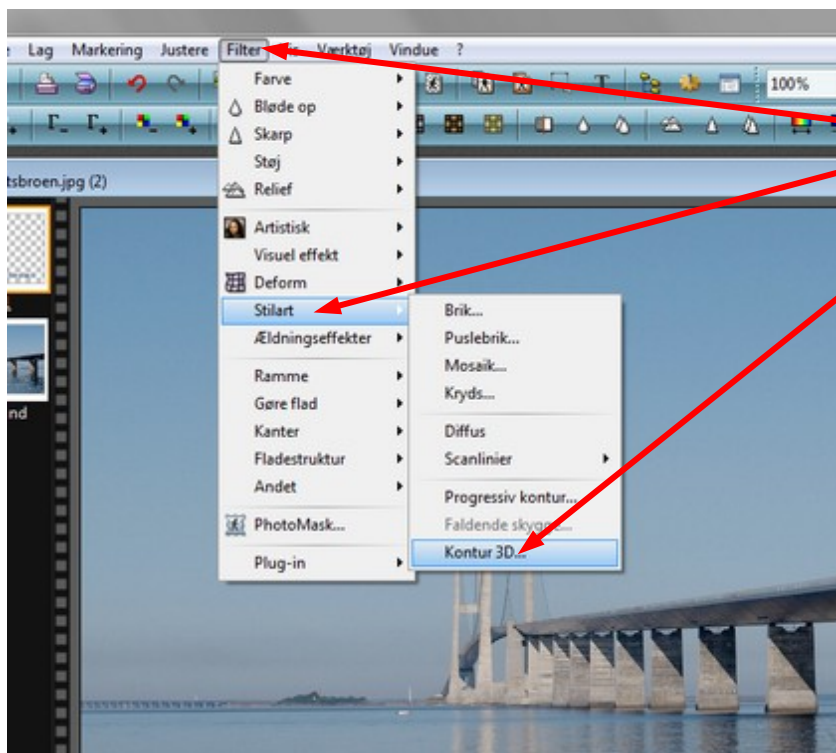 Lag Markering Justere Filter Værktøj Vindue ?
100%
tsbroen.jpg (2)
Farve
Bløde op
Skarp
Støj
Relief
Artistisk
Visuel effekt
Deform
Stilart
Ældningseffekter
Ramme
Gøre flad
Kanter
Fladestruktur
Andet
PhotoMask...
Plug-in
Brik...
Puslebrik...
Mosaik...
Kryds...
Diffus
Scanlinier
Progressiv kontur...
Faldende skygge...
Kontur 3D...
nd